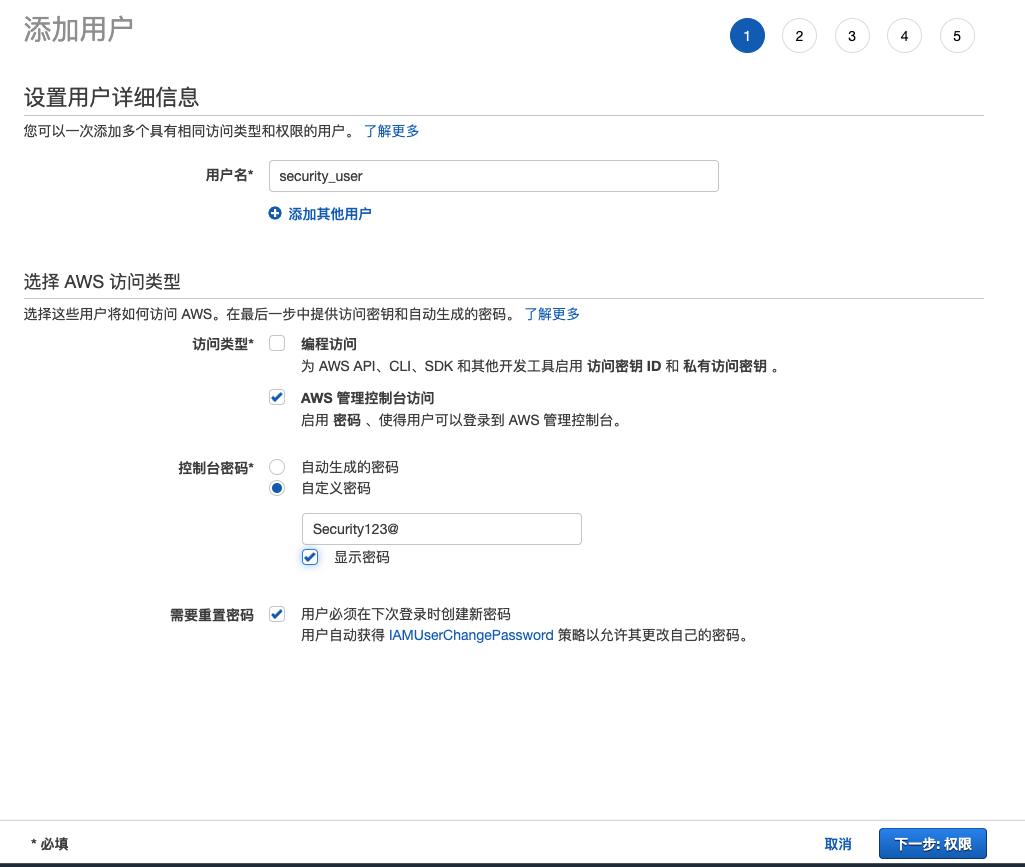 添加用户
1 2 3 4 5
设置用户详细信息
您可以一次添加多个具有相同访问类型和权限的用户。 了解更多
用户名* security_user
添加其他用户
选择 AWS 访问类型
选择这些用户将如何访问 AWS。在最后一步中提供访问密钥和自动生成的密码。 了解更多
访问类型* 编程访问
为 AWS API、CLI、SDK 和其他开发工具启用 访问密钥 ID 和 私有访问密钥 。
AWS 管理控制台访问
启用 密码 、使得用户可以登录到 AWS 管理控制台。
控制台密码* 自动生成的密码
自定义密码
Security123@
显示密码
需要重置密码 用户必须在下次登录时创建新密码
用户自动获得 IAMUserChangePassword 策略以允许其更改自己的密码。
* 必填 取消 下一步: 权限